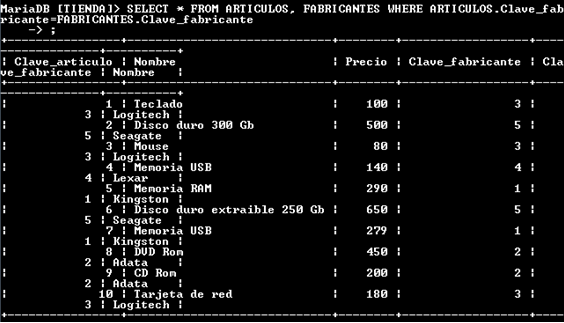 MariaDB [TIENDA]> SELECT * FROM ARTICULOS, FABRICANTES WHERE ARTICULOS.Clave_fab
ricante=FABRICANTES.Clave_fabricante
    -> ;
| Clave_articulo | Nombre | Precio | Clave_fabricante | Cla
ve_fabricante | Nombre |
| 1 | Teclado | 100 | 3 |
3 | Logitech |
| 2 | Disco duro 300 Gb | 500 | 5 |
5 | Seagate |
| 3 | Mouse | 80 | 3 |
3 | Logitech |
| 4 | Memoria USB | 140 | 4 |
4 | Lexar |
| 5 | Memoria RAM | 290 | 1 |
1 | Kingston |
| 6 | Disco duro extraible 250 Gb | 650 | 5 |
5 | Seagate |
| 7 | Memoria USB | 279 | 1 |
1 | Kingston |
| 8 | DVD Rom | 450 | 2 |
2 | Adata |
| 9 | CD Rom | 200 | 2 |
2 | Adata |
| 10 | Tarjeta de red | 180 | 3 |
3 | Logitech |